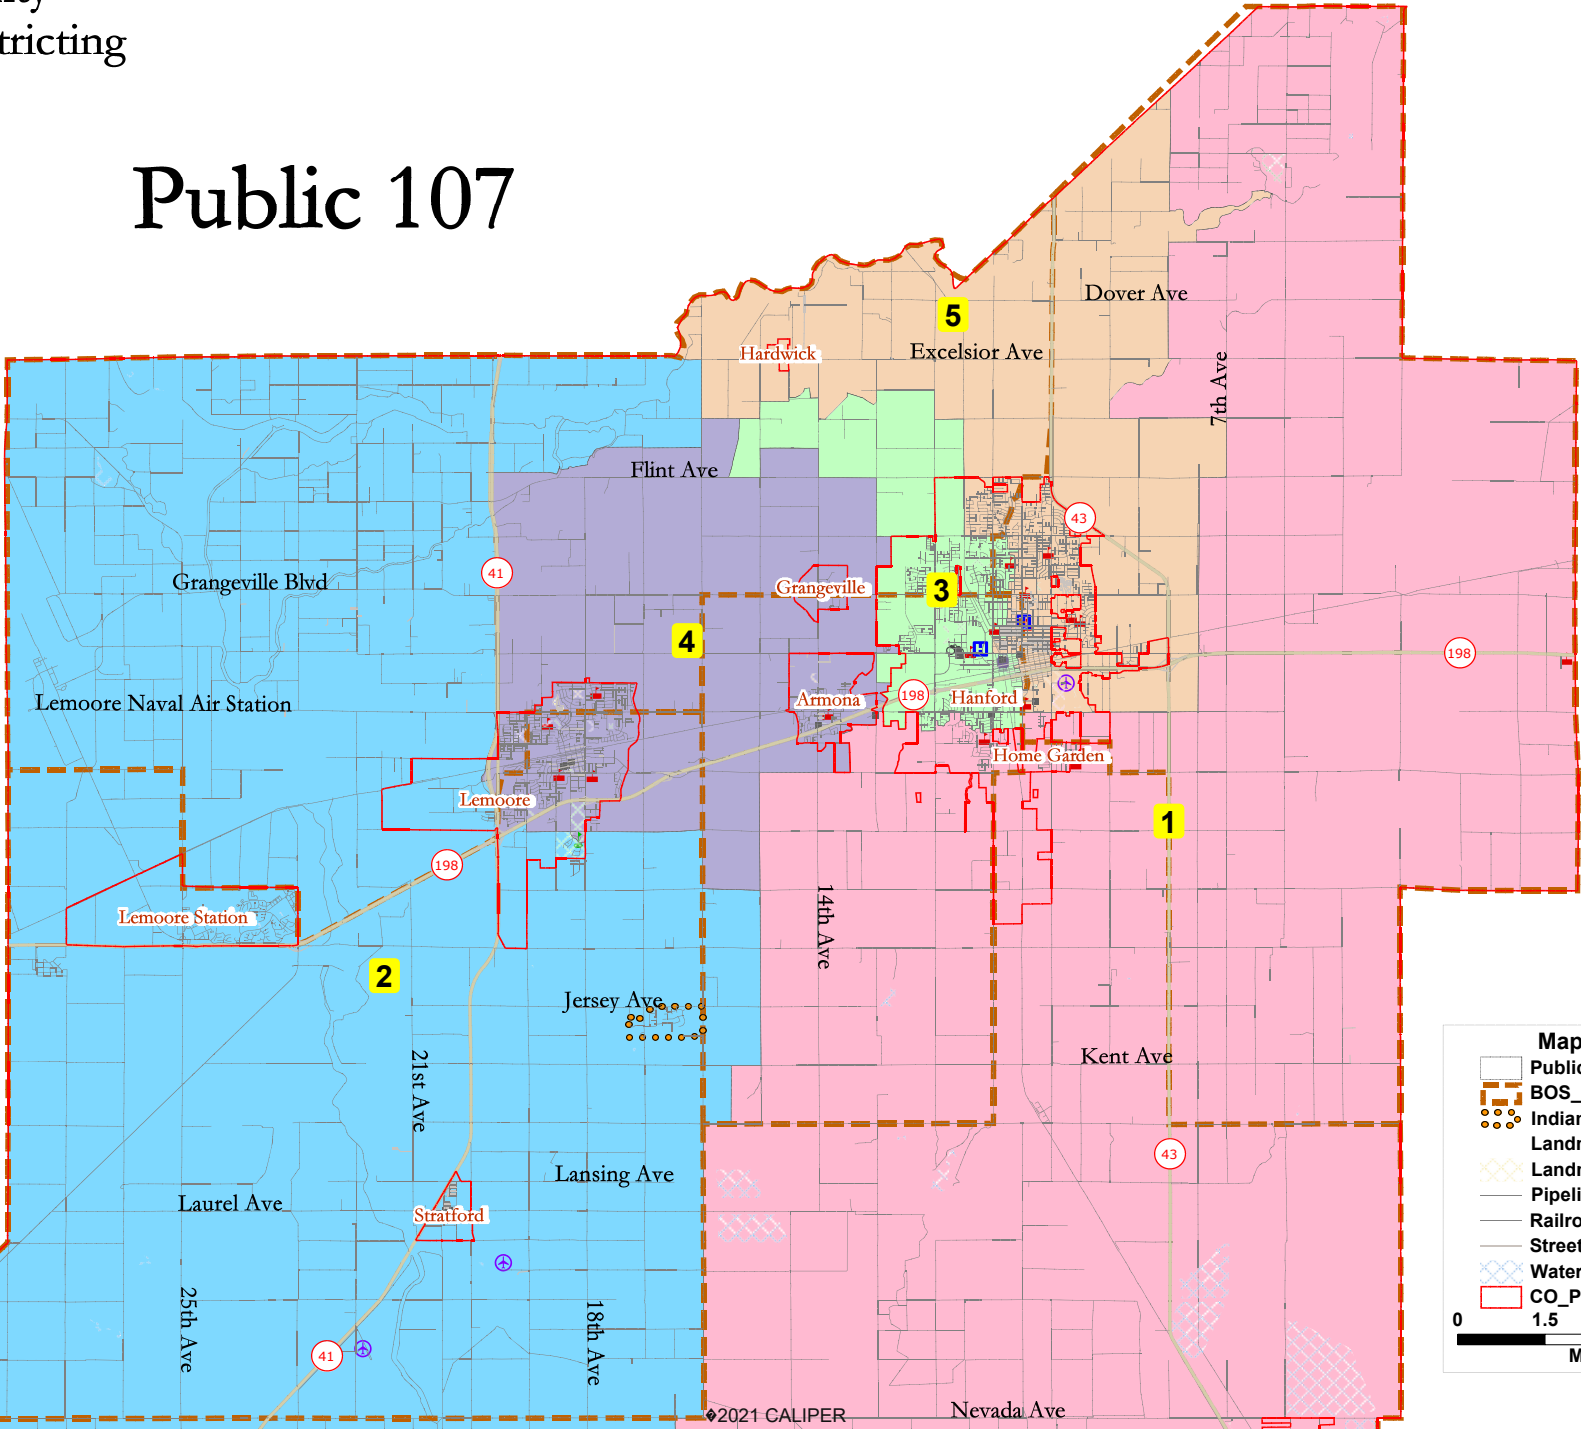 tricting
Public 107
5
Dover Ave
Hardwick
Excelsior Ave
7th Ave
Flint Ave
43
41
Grangeville Blvd
Grangeville
3
4
198
Lemoore Naval Air Station
Armona
198
Hanford
H
Home Garden
Lemoore
1
198
Lemoore Station
14th Ave
2
Jersey Ave
21st Ave
Kent Ave
43
Lansing Ave
Laurel Ave
Stratford
25th Ave
18th Ave
41
Nevada Ave
�2021 CALIPER
Map
Public
BOS_
Indian
Landm
Landm
Pipeli
Railro
Street
Water
CO_P
0 1.5
M